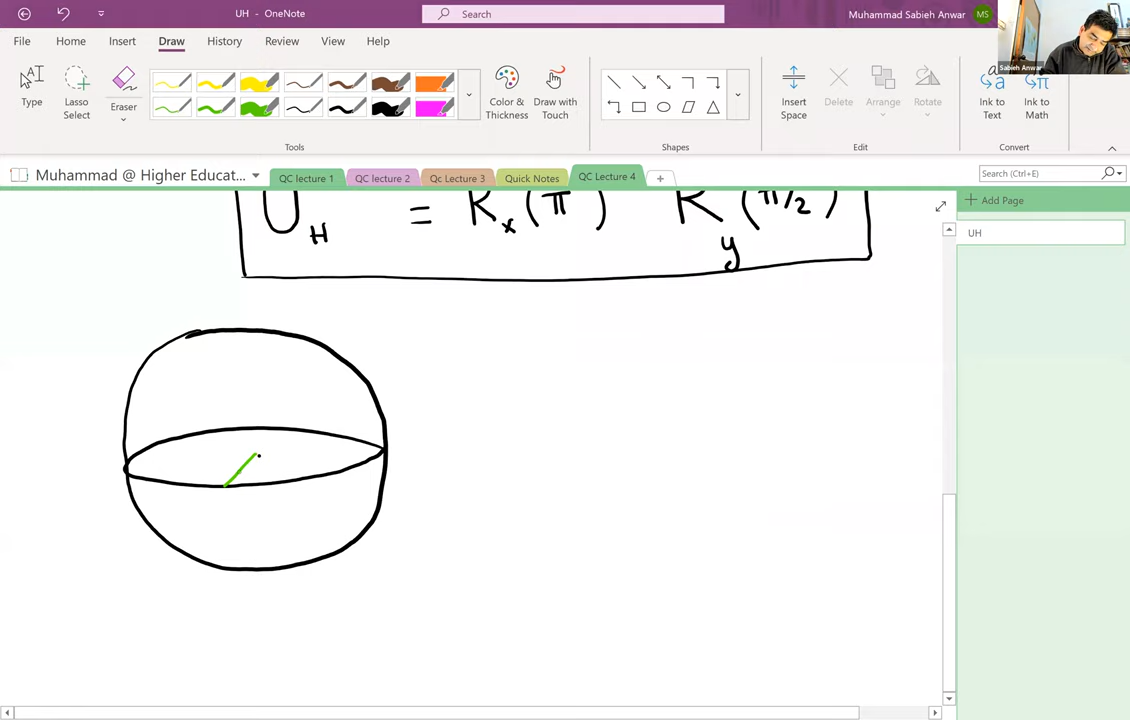 UH - OneNote
Search
Muhammad Sabieh Anwar
MS
Sabieh Anwar
File
Home
Insert
Draw
History
Review
View
Help
Type
Lasso Select
Eraser
Color & Thickness
Draw with Touch
Insert Space
Delete
Arrange
Rotate
Ink to Text
Ink to Math
Tools
Shapes
Edit
Convert
Muhammad @ Higher Educat...
QC lecture 1
QC lecture 2
Qc Lecture 3
Quick Notes
QC Lecture 4
Search (Ctrl+E)
Add Page
UH
U_H = R_x (π) R_y (π/2)